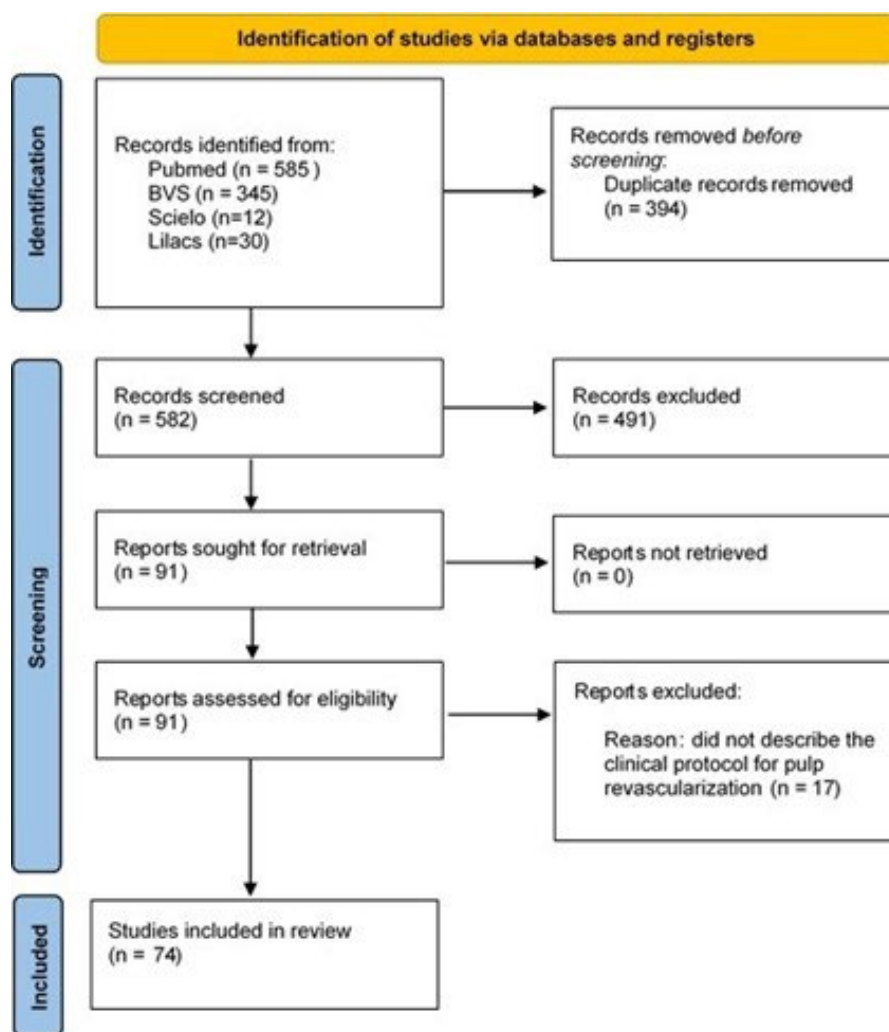 Identification of studies via databases and registers
Identification
Records identified from:
Pubmed (n = 585 )
BVS (n = 345)
Scielo (n=12)
Lilacs (n=30)
Records removed before
screening:
Duplicate records removed
(n = 394)
Screening
Records screened
(n = 582)
Records excluded
(n = 491)
Reports sought for retrieval
(n = 91)
Reports not retrieved
(n = 0)
Reports assessed for eligibility
(n = 91)
Reports excluded:
Reason: did not describe the
clinical protocol for pulp
revascularization (n = 17)
Included
Studies included in review
(n = 74)